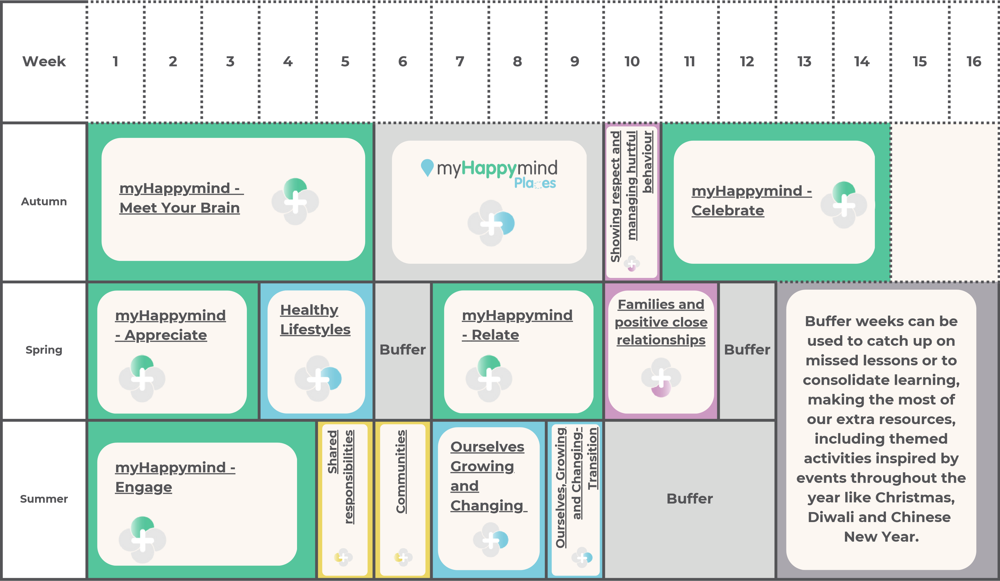 Week
1
2
3
4
5
6
7
8
9
10
11
12
13
14
15
16
Autumn
myHappymind -
Meet Your Brain
myHappymind
Places
Showing respect and
managing hurtful
behaviour
myHappymind -
Celebrate
Spring
myHappymind
- Appreciate
Healthy
Lifestyles
Buffer
myHappymind
- Relate
Families and
positive close
relationships
Buffer
Buffer weeks can be
used to catch up on
missed lessons or to
consolidate learning,
making the most of
our extra resources,
including themed
activities inspired by
events throughout the
year like Christmas,
Diwali and Chinese
New Year.
Summer
myHappymind -
Engage
Shared
responsibilities
Communities
Ourselves
Growing
and
Changing
Ourselves, Growing
and Changing-
Transition
Buffer